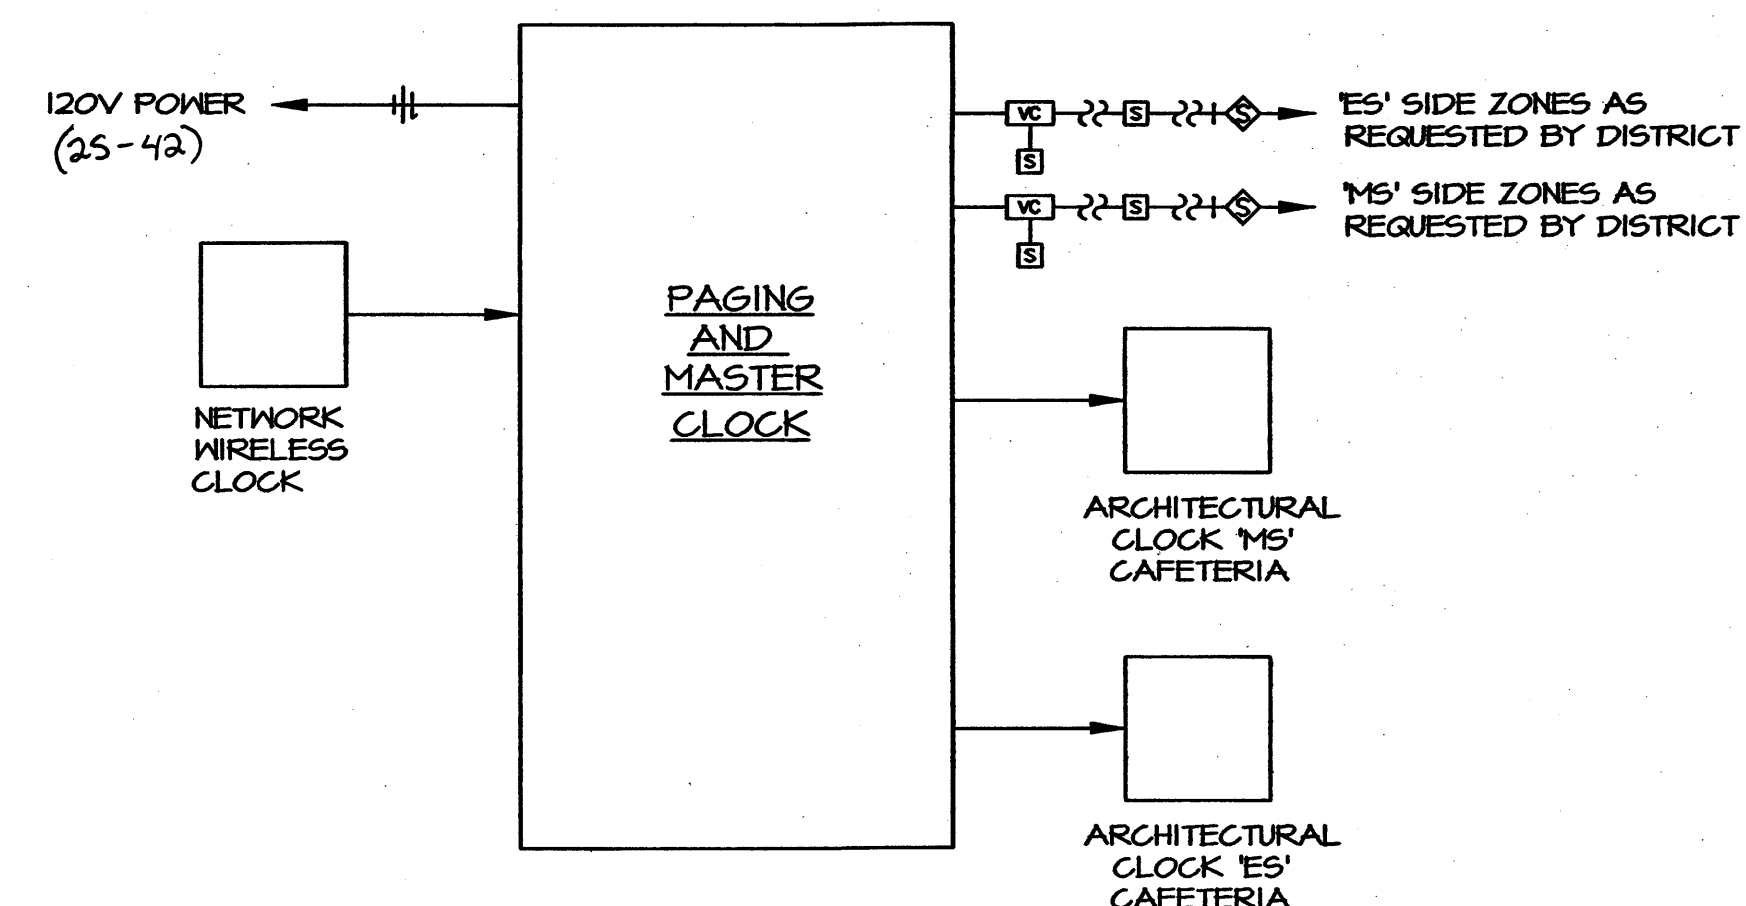 120V POWER
(2S-42)
NETWORK
WIRELESS
CLOCK
PAGING
AND
MASTER
CLOCK
VC S S
S
'ES' SIDE ZONES AS
REQUESTED BY DISTRICT
VC S S
S
'MS' SIDE ZONES AS
REQUESTED BY DISTRICT
ARCHITECTURAL
CLOCK 'MS'
CAFETERIA
ARCHITECTURAL
CLOCK 'ES'
CAFETERIA